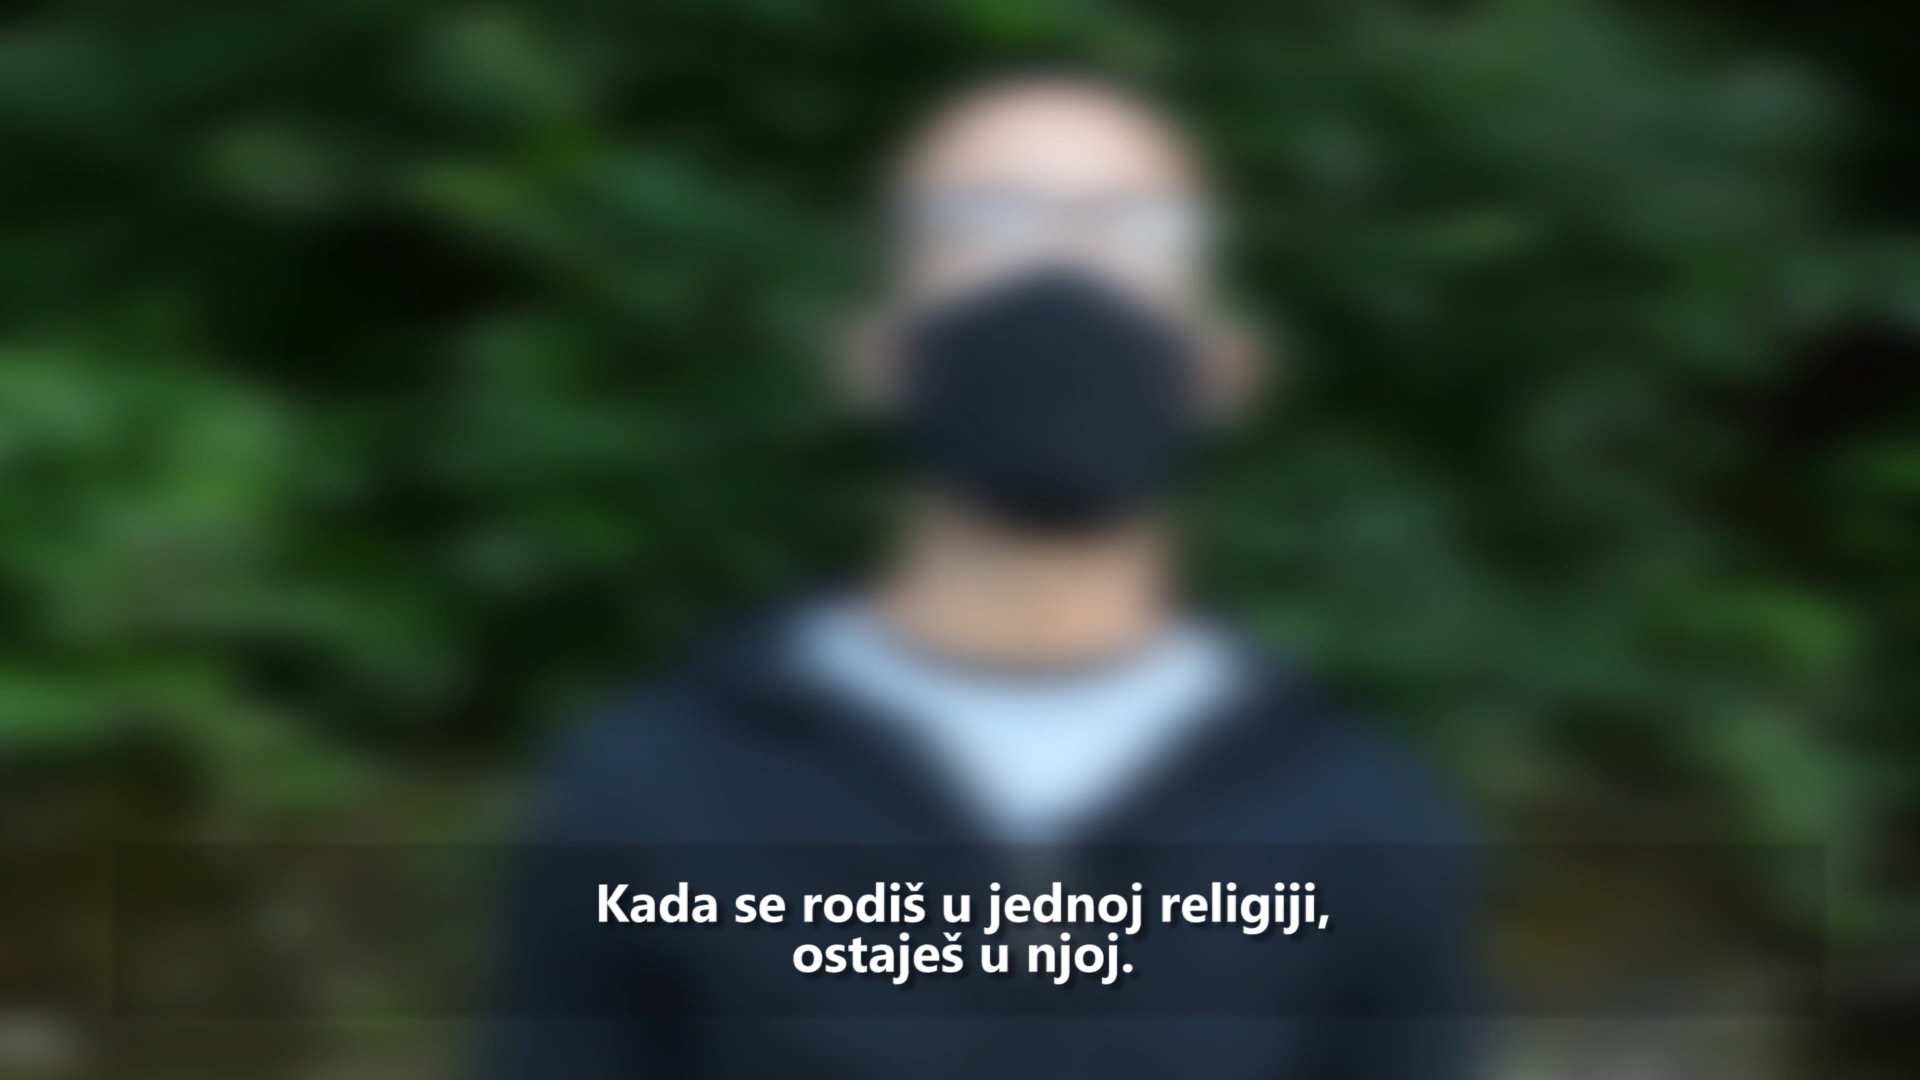 Kada se rodiš u jednoj religiji,
ostaješ u njoj.